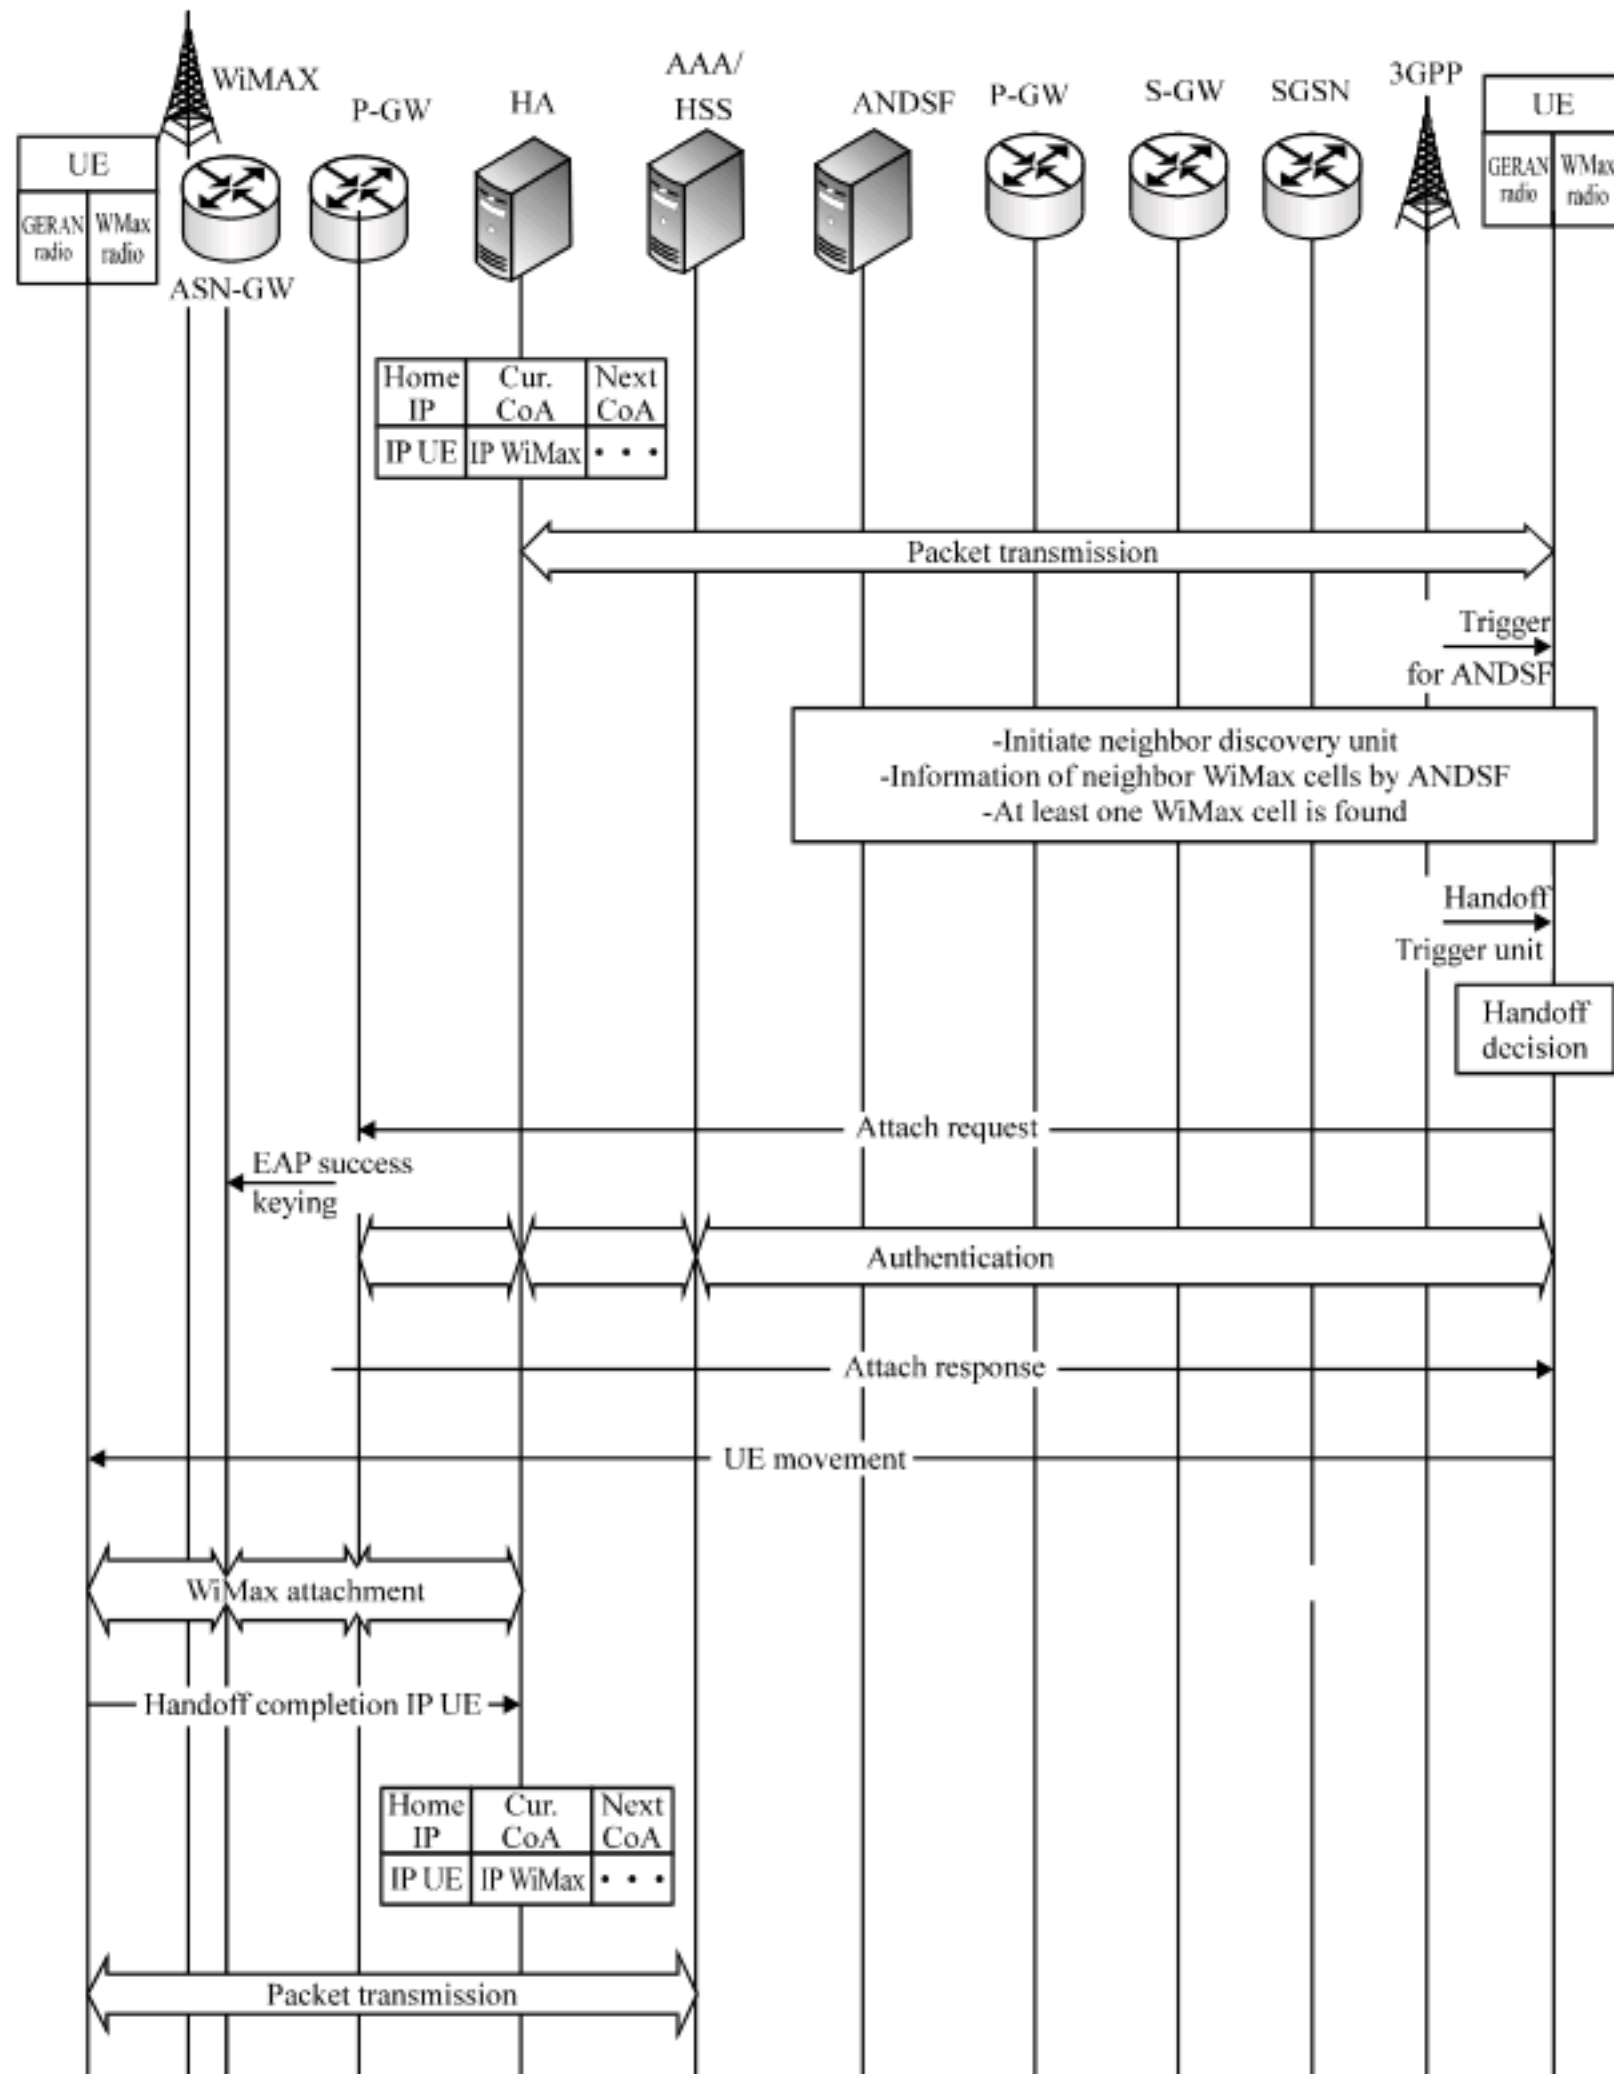 WiMAX
P-GW
HA
AAA/
HSS
ANDSF
P-GW
S-GW
SGSN
3GPP
UE
GERAN
radio
WMax
radio
UE
GERAN
radio
WMax
radio
ASN-GW
Home
IP
Cur.
CoA
Next
CoA
IP UE
IP WiMax
• • •
Packet transmission
Trigger
for ANDSF
-Initiate neighbor discovery unit
-Information of neighbor WiMax cells by ANDSF
-At least one WiMax cell is found
Handoff
Trigger unit
Handoff
decision
Attach request
EAP success
keying
Authentication
Attach response
UE movement
WiMax attachment
Handoff completion IP UE
Home
IP
Cur.
CoA
Next
CoA
IP UE
IP WiMax
• • •
Packet transmission